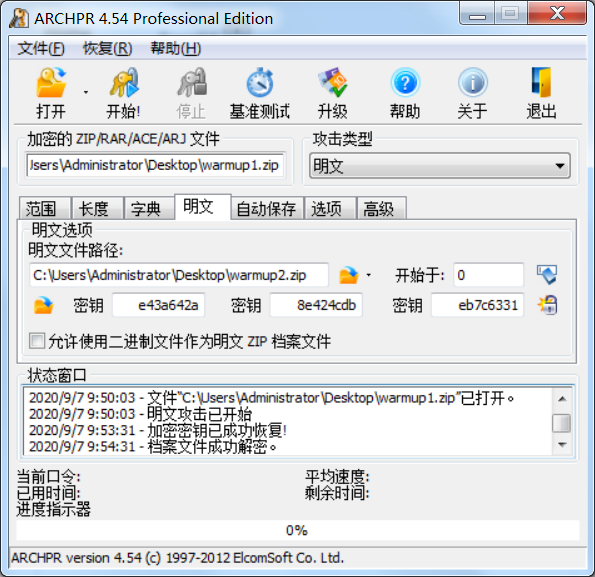 ARCHPR 4.54 Professional Edition
文件(F) 恢复(R) 帮助(H)
打开 开始! 停止 基准测试 升级 帮助 关于 退出
加密的 ZIP/RAR/ACE/ARJ 文件 攻击类型
Jsers\Administrator\Desktop\warmup1.zip 明文
范围 长度 字典 明文 自动保存 选项 高级
明文选项
明文文件路径:
C:\Users\Administrator\Desktop\warmup2.zip 开始于: 0
密钥 e43a642a 密钥 8e424cdb 密钥 eb7c6331
允许使用二进制文件作为明文 ZIP 档案文件
状态窗口
2020/9/7 9:50:03 - 文件"C:\Users\Administrator\Desktop\warmup1.zip"已打开。
2020/9/7 9:50:03 - 明文攻击已开始
2020/9/7 9:53:31 - 加密密钥已成功恢复!
2020/9/7 9:54:31 - 档案文件成功解密。
当前口令: 平均速度:
已用时间: 剩余时间:
进度指示器
0%
ARCHPR version 4.54 (c) 1997-2012 ElcomSoft Co. Ltd.